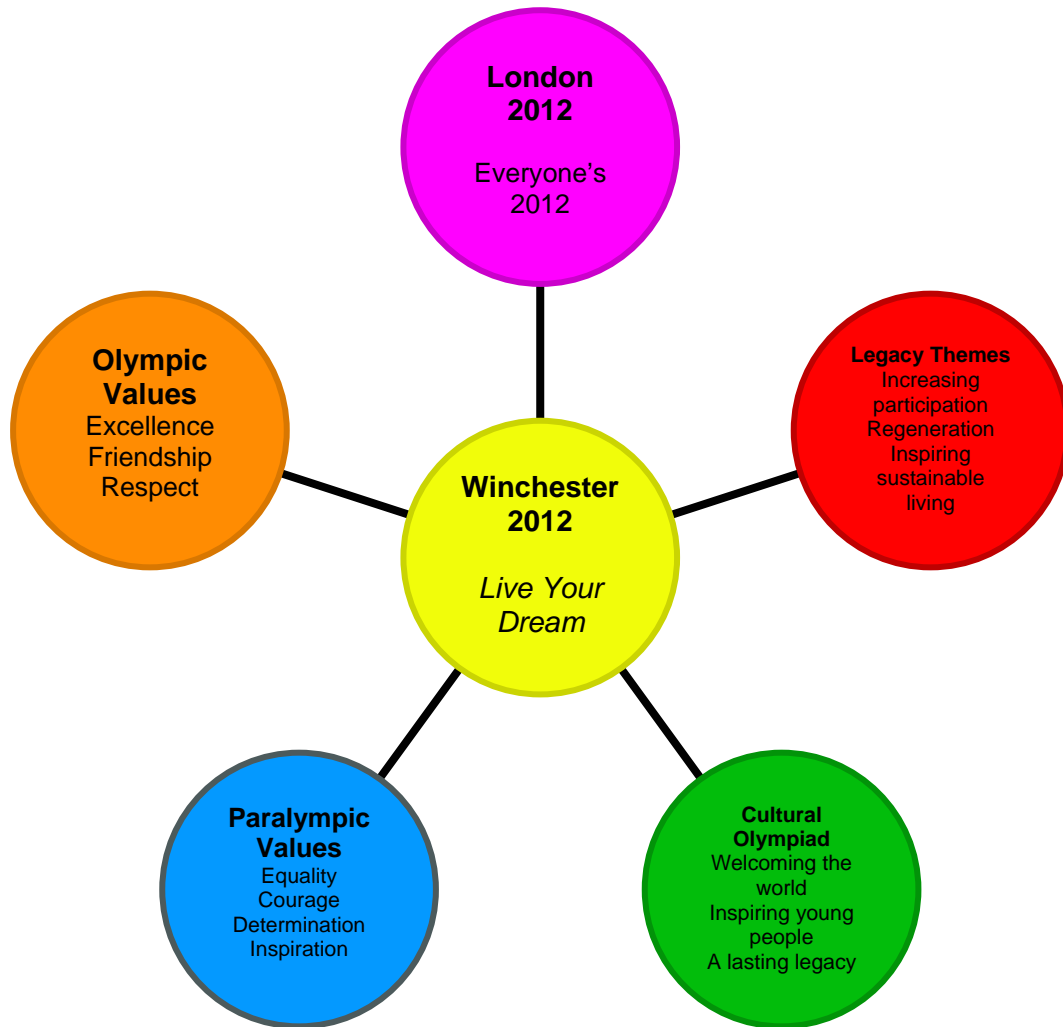 London
2012
Everyone's
2012
Olympic
Values
Excellence
Friendship
Respect
Legacy Themes
Increasing
participation
Regeneration
Inspiring
sustainable
living
Winchester
2012
Live Your
Dream
Paralympic
Values
Equality
Courage
Determination
Inspiration
Cultural
Olympiad
Welcoming the
world
Inspiring young
people
A lasting legacy